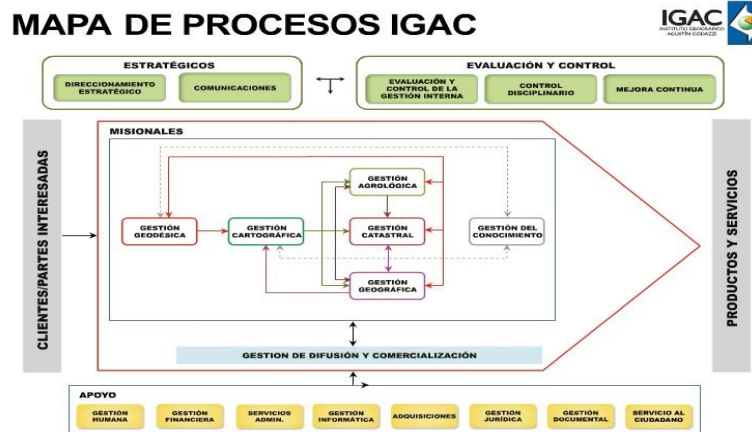 MAPA DE PROCESOS IGAC
IGAC
INSTITUTO GEOGRÁFICO
AGUSTÍN CODAZZI
ESTRATÉGICOS
DIRECCIONAMIENTO
ESTRATÉGICO
COMUNICACIONES
EVALUACIÓN Y CONTROL
EVALUACIÓN Y
CONTROL DE LA
GESTIÓN INTERNA
CONTROL
DISCIPLINARIO
MEJORA CONTINUA
CLIENTES/PARTES INTERESADAS
MISIONALES
GESTIÓN
AGROLÓGICA
GESTIÓN
GEODÉSICA
GESTIÓN
CARTOGRÁFICA
GESTIÓN
CATASTRAL
GESTIÓN DEL
CONOCIMIENTO
GESTIÓN
GEOGRÁFICA
GESTION DE DIFUSIÓN Y COMERCIALIZACIÓN
PRODUCTOS Y SERVICIOS
APOYO
GESTIÓN
HUMANA
GESTIÓN
FINANCIERA
SERVICIOS
ADMIN.
GESTIÓN
INFORMÁTICA
ADQUISICIONES
GESTIÓN
JURÍDICA
GESTIÓN
DOCUMENTAL
SERVICIO AL
CIUDADANO